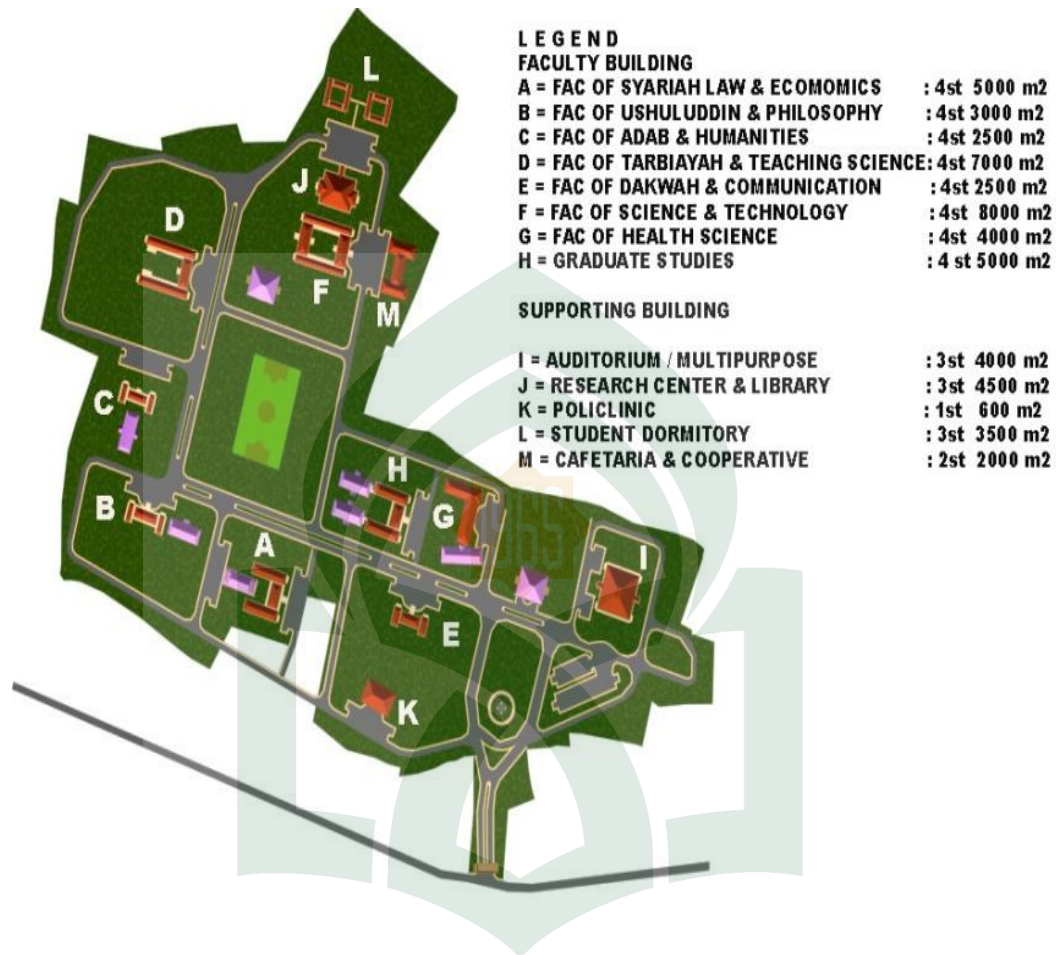 L E G E N D
FACULTY BUILDING
A = FAC OF SYARIAH LAW & ECOMOMICS : 4st 5000 m2
B = FAC OF USHULUDDIN & PHILOSOPHY : 4st 3000 m2
C = FAC OF ADAB & HUMANITIES : 4st 2500 m2
D = FAC OF TARBIAYAH & TEACHING SCIENCE: 4st 7000 m2
E = FAC OF DAKWAH & COMMUNICATION : 4st 2500 m2
F = FAC OF SCIENCE & TECHNOLOGY : 4st 8000 m2
G = FAC OF HEALTH SCIENCE : 4st 4000 m2
H = GRADUATE STUDIES : 4 st 5000 m2
SUPPORTING BUILDING
I = AUDITORIUM / MULTIPURPOSE : 3st 4000 m2
J = RESEARCH CENTER & LIBRARY : 3st 4500 m2
K = POLICLINIC : 1st 600 m2
L = STUDENT DORMITORY : 3st 3500 m2
M = CAFETARIA & COOPERATIVE : 2st 2000 m2
L
J
D
F
M
C
H
B
G
A
I
E
K
1965